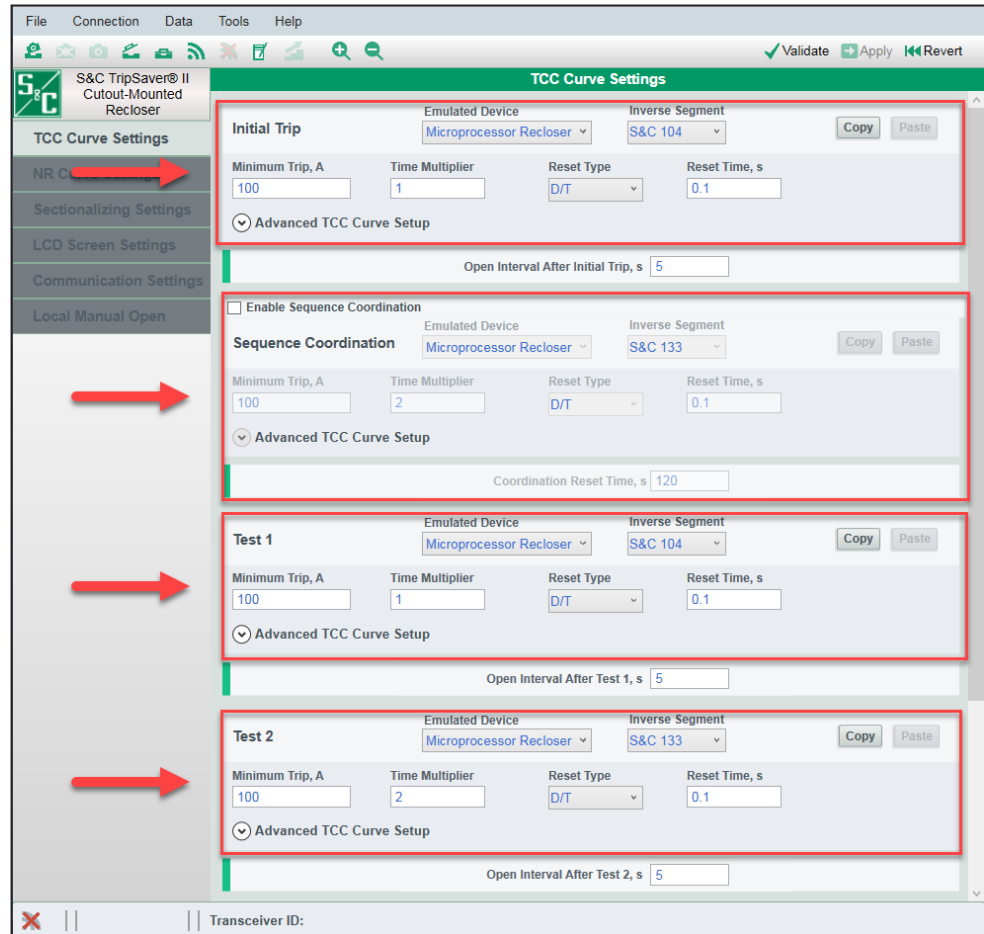 File Connection Data Tools Help
Validate Apply Revert
S&C
S&C TripSaver® II
Cutout-Mounted
Recloser
TCC Curve Settings
NR C
Sectionalizing Settings
LCD Screen Settings
Communication Settings
Local Manual Open
TCC Curve Settings
Emulated Device Inverse Segment
Initial Trip Microprocessor Recloser S&C 104 Copy Paste
Minimum Trip, A Time Multiplier Reset Type Reset Time, s
100 1 D/T 0.1
Advanced TCC Curve Setup
Open Interval After Initial Trip, s 5
Enable Sequence Coordination
Emulated Device Inverse Segment
Sequence Coordination Microprocessor Recloser S&C 133 Copy Paste
Minimum Trip, A Time Multiplier Reset Type Reset Time, s
100 2 D/T 0.1
Advanced TCC Curve Setup
Coordination Reset Time, s 120
Emulated Device Inverse Segment
Test 1 Microprocessor Recloser S&C 104 Copy Paste
Minimum Trip, A Time Multiplier Reset Type Reset Time, s
100 1 D/T 0.1
Advanced TCC Curve Setup
Open Interval After Test 1, s 5
Emulated Device Inverse Segment
Test 2 Microprocessor Recloser S&C 133 Copy Paste
Minimum Trip, A Time Multiplier Reset Type Reset Time, s
100 2 D/T 0.1
Advanced TCC Curve Setup
Open Interval After Test 2, s 5
Transceiver ID: